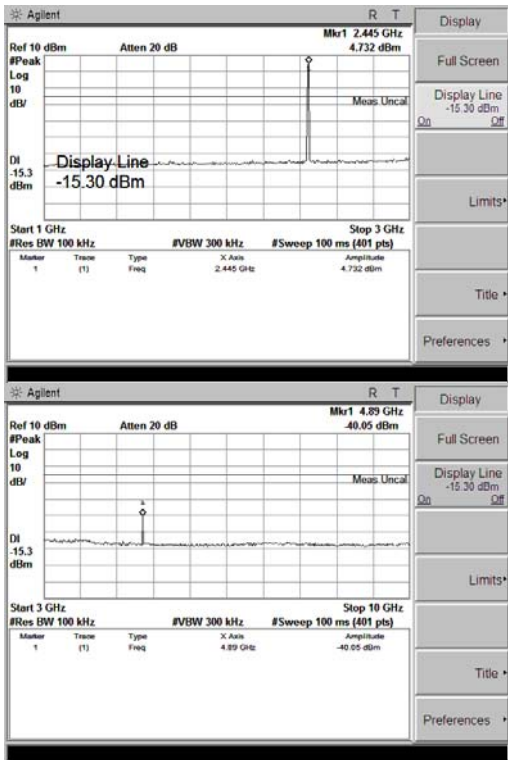 Agilent R T Display
Mkr1 2.445 GHz
Ref 10 dBm Atten 20 dB 4.732 dBm
#Peak
Log
10
dB/
Meas Uncal
DI
-15.3
dBm
Display Line
-15.30 dBm
Start 1 GHz Stop 3 GHz
#Res BW 100 kHz #VBW 300 kHz #Sweep 100 ms (401 pts)
Marker Trace Type X Axis Amplitude
1 (1) Freq 2.445 GHz 4.732 dBm
Full Screen
Display Line
-15.30 dBm
On Off
Limits
Title
Preferences
Agilent R T Display
Mkr1 4.89 GHz
Ref 10 dBm Atten 20 dB -40.05 dBm
#Peak
Log
10
dB/
Meas Uncal
1
DI
-15.3
dBm
Start 3 GHz Stop 10 GHz
#Res BW 100 kHz #VBW 300 kHz #Sweep 100 ms (401 pts)
Marker Trace Type X Axis Amplitude
1 (1) Freq 4.89 GHz -40.05 dBm
Full Screen
Display Line
-15.30 dBm
On Off
Limits
Title
Preferences